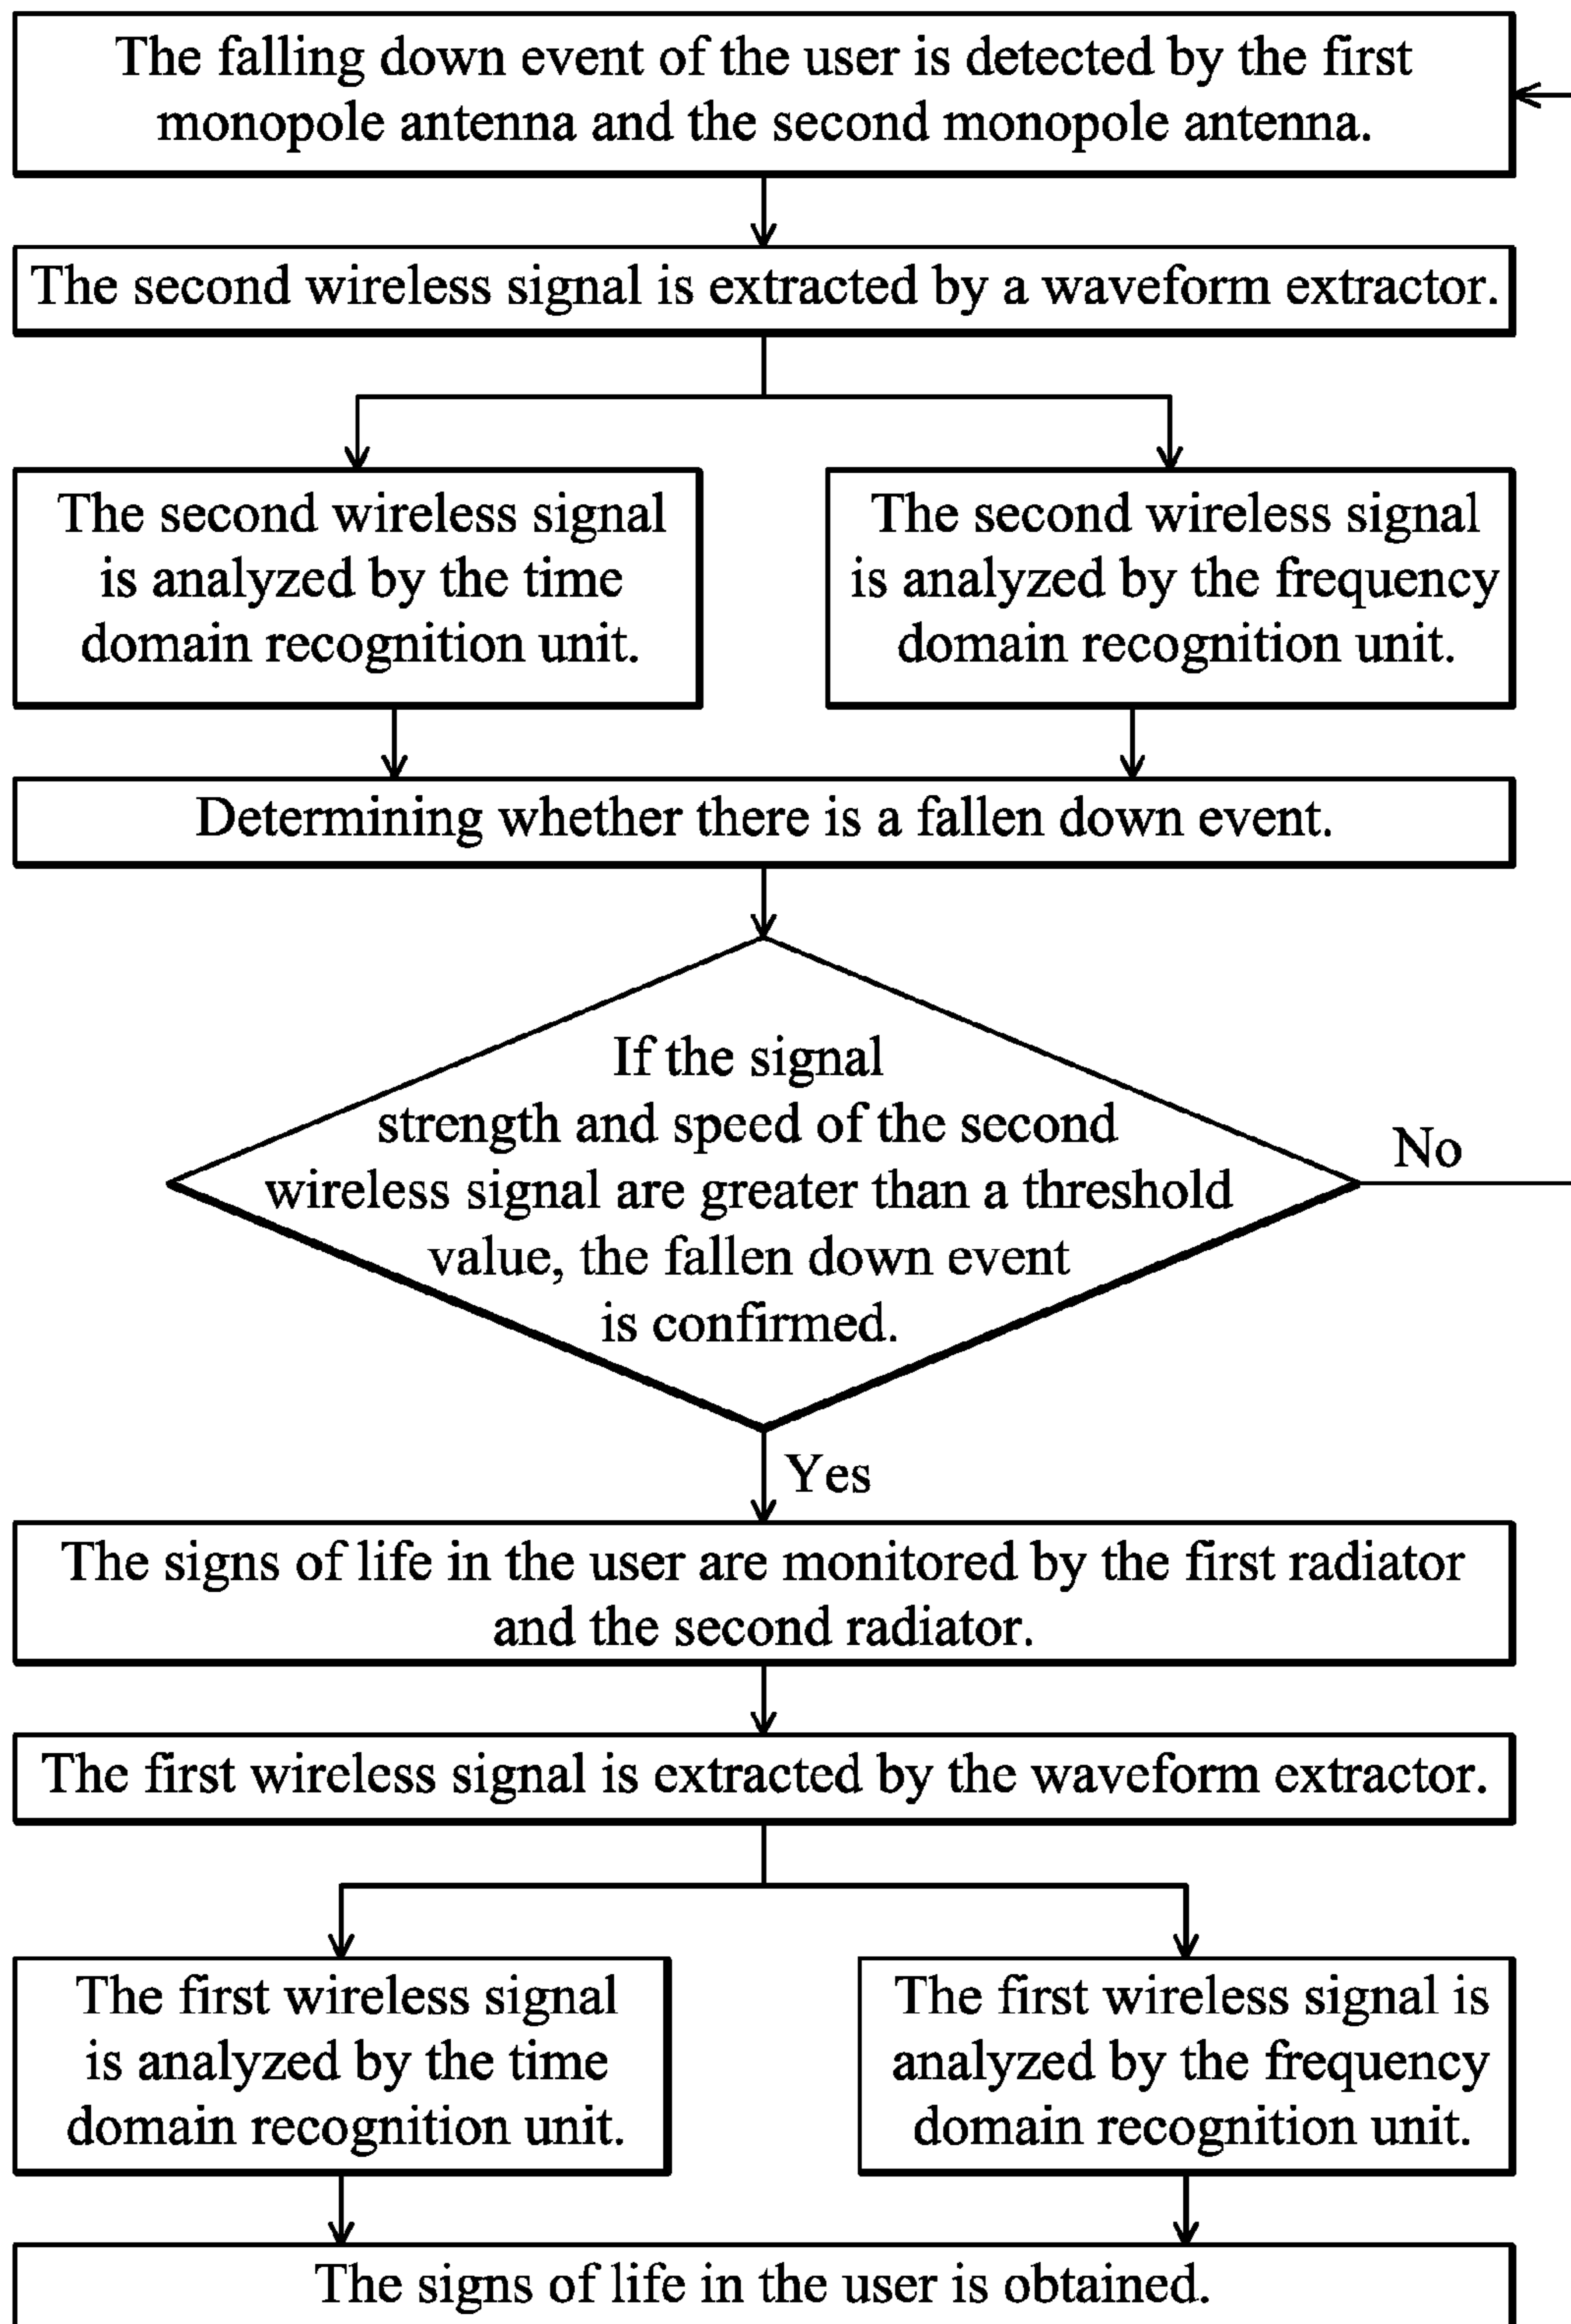 The falling down event of the user is detected by the first
monopole antenna and the second monopole antenna.
The second wireless signal is extracted by a waveform extractor.
The second wireless signal
is analyzed by the time
domain recognition unit.
The second wireless signal
is analyzed by the frequency
domain recognition unit.
Determining whether there is a fallen down event.
If the signal
strength and speed of the second
wireless signal are greater than a threshold
value, the fallen down event
is confirmed.
No
Yes
The signs of life in the user are monitored by the first radiator
and the second radiator.
The first wireless signal is extracted by the waveform extractor.
The first wireless signal
is analyzed by the time
domain recognition unit.
The first wireless signal is
analyzed by the frequency
domain recognition unit.
The signs of life in the user is obtained.